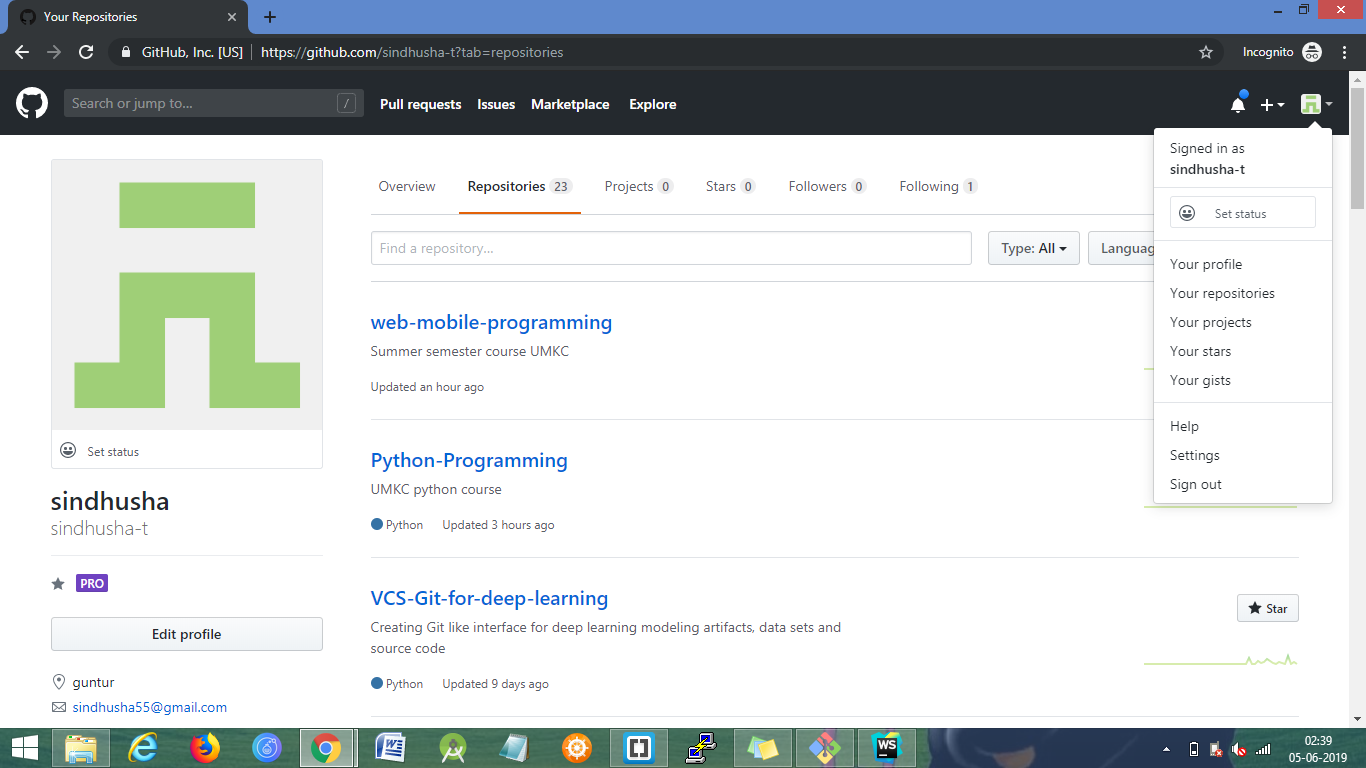 Your Repositories
GitHub, Inc. [US] https://github.com/sindhusha-t?tab=repositories
Incognito
Search or jump to... /
Pull requests Issues Marketplace Explore
Signed in as
sindhusha-t
Set status
Your profile
Your repositories
Your projects
Your stars
Your gists
Help
Settings
Sign out
Overview Repositories 23 Projects 0 Stars 0 Followers 0 Following 1
Find a repository...
Type: All
Languag
web-mobile-programming
Summer semester course UMKC
Updated an hour ago
Python-Programming
UMKC python course
Python Updated 3 hours ago
VCS-Git-for-deep-learning
Star
Creating Git like interface for deep learning modeling artifacts, data sets and
source code
Python Updated 9 days ago
Set status
sindhusha
sindhusha-t
PRO
Edit profile
guntur
sindhusha55@gmail.com
WS
02:39
05-06-2019